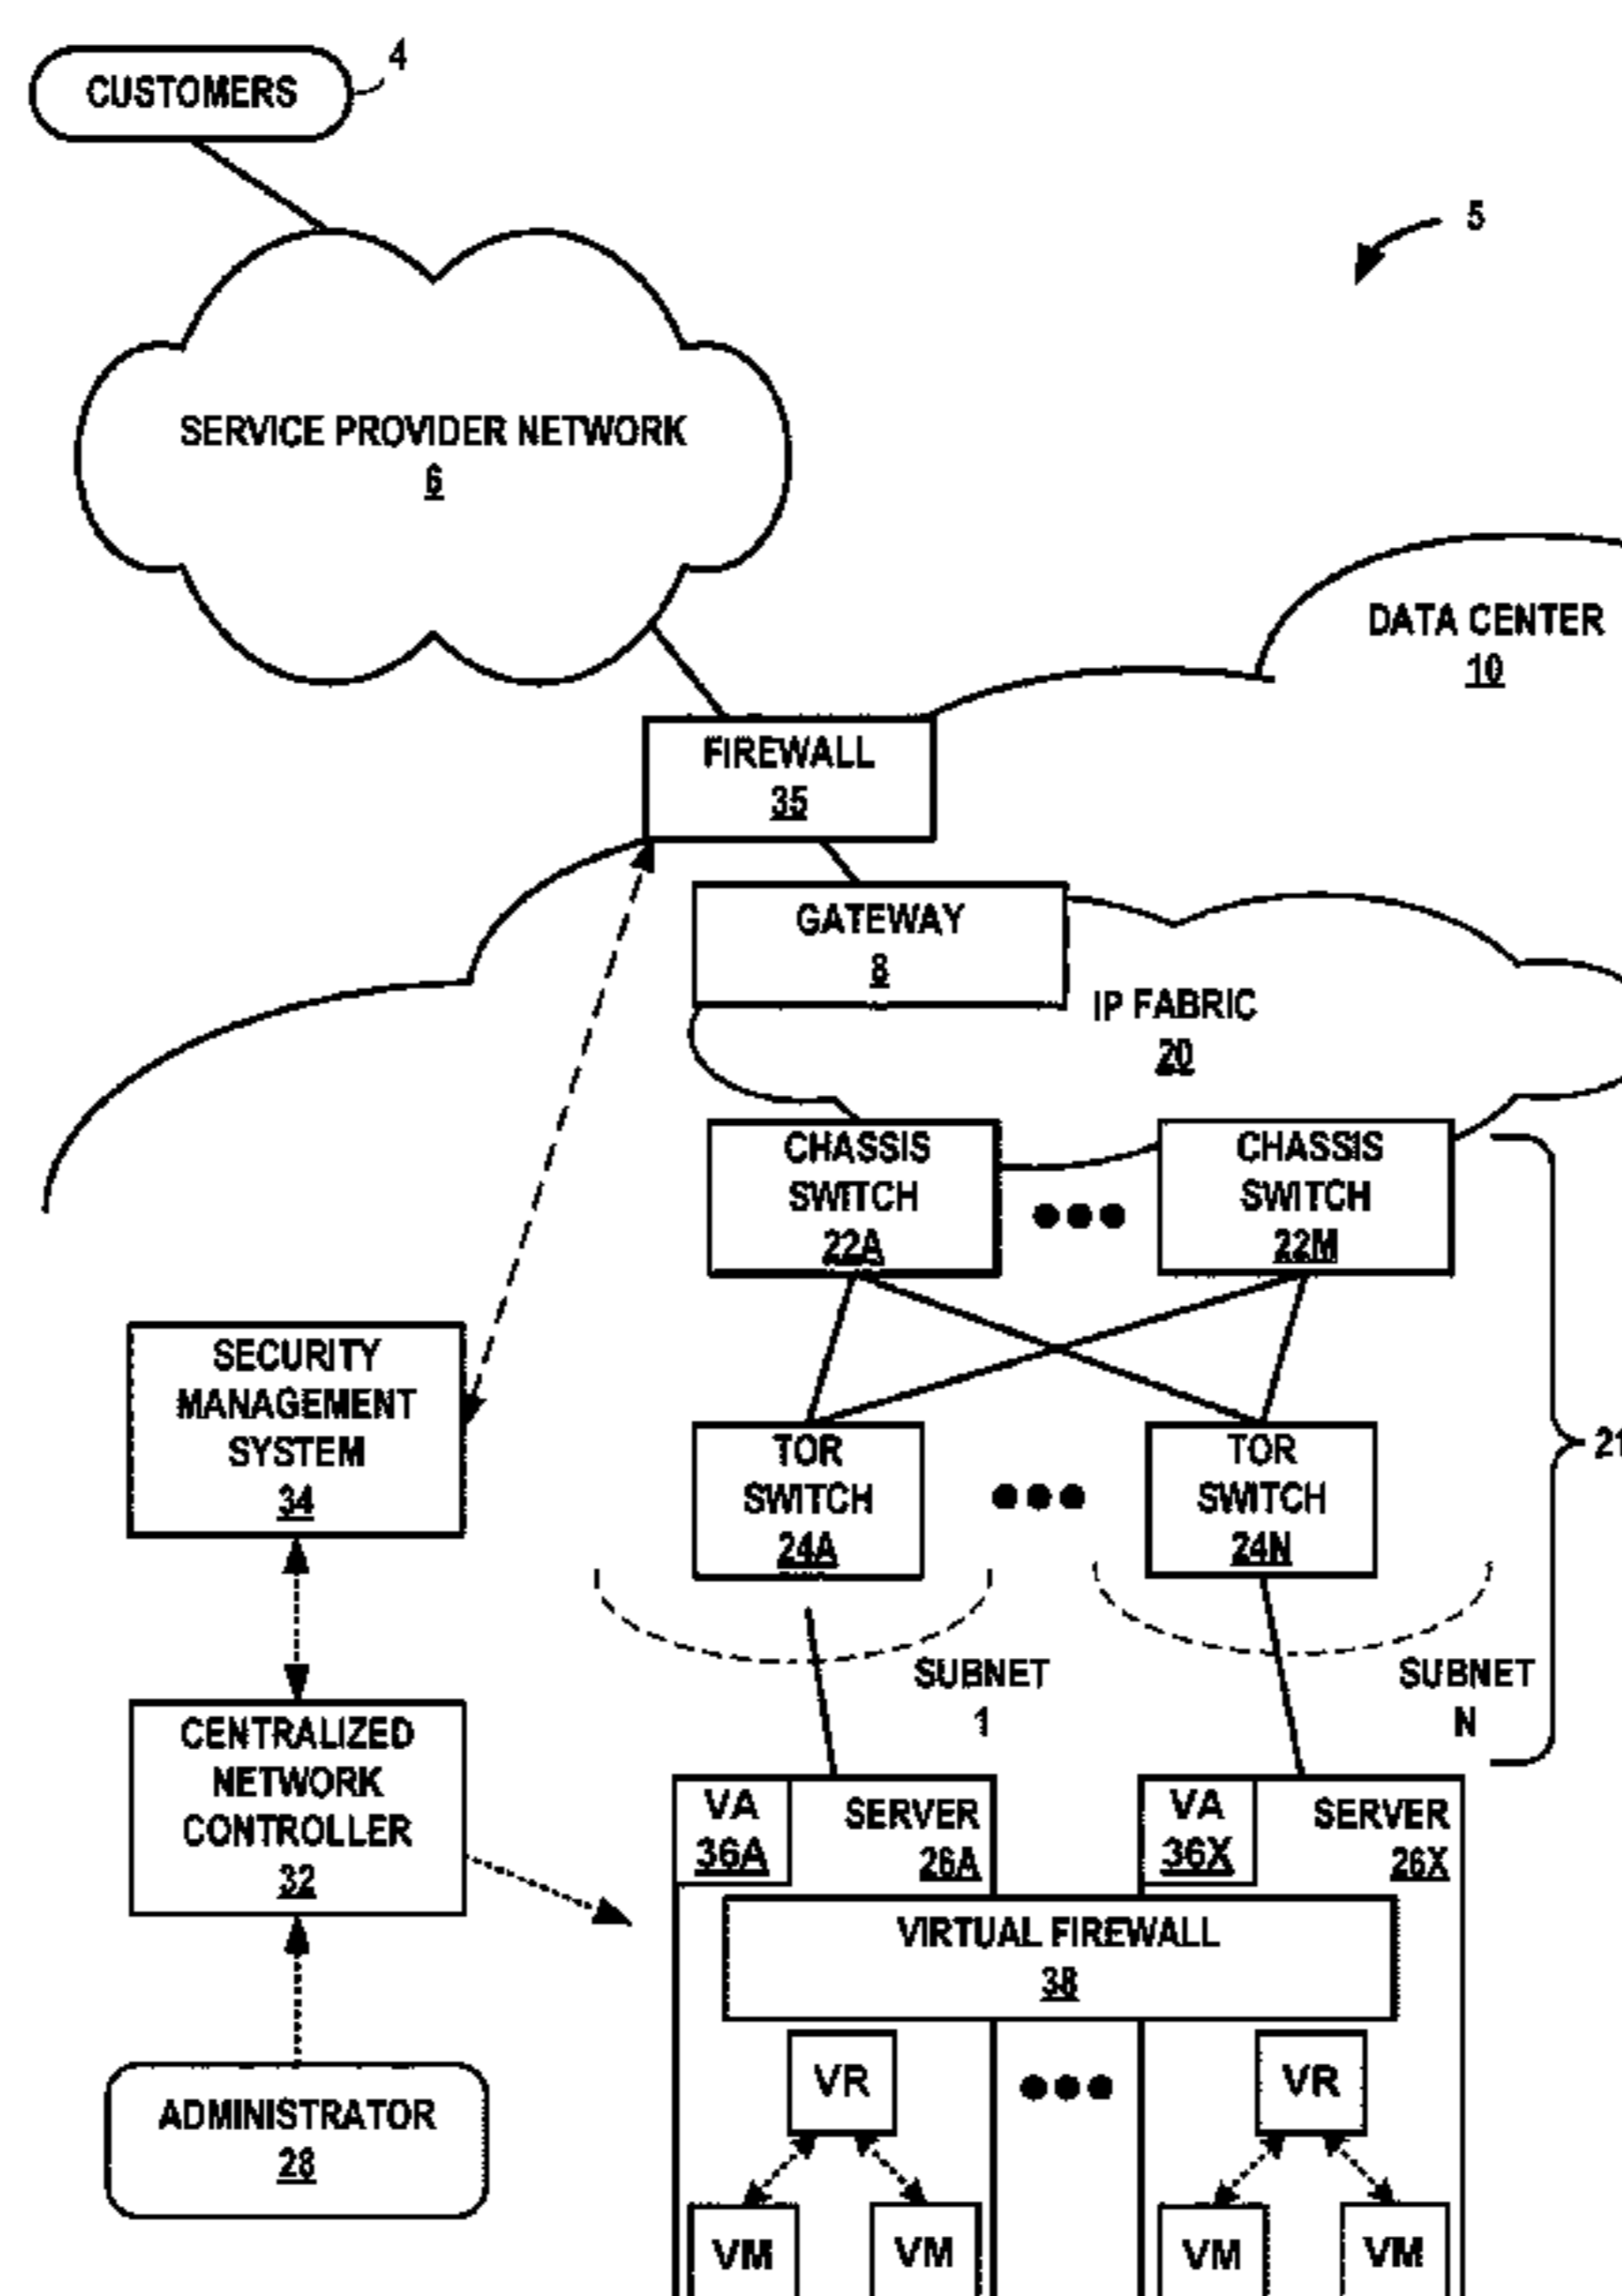 CUSTOMERS
4
5
SERVICE PROVIDER NETWORK
6
DATA CENTER
10
FIREWALL
35
GATEWAY
8
IP FABRIC
20
CHASSIS
SWITCH
22A
CHASSIS
SWITCH
22M
SECURITY
MANAGEMENT
SYSTEM
34
TOR
SWITCH
24A
TOR
SWITCH
24N
21
SUBNET
1
SUBNET
N
CENTRALIZED
NETWORK
CONTROLLER
32
VA
36A
SERVER
26A
VA
36X
SERVER
26X
VIRTUAL FIREWALL
38
ADMINISTRATOR
28
VR
VR
VM
VM
VM
VM